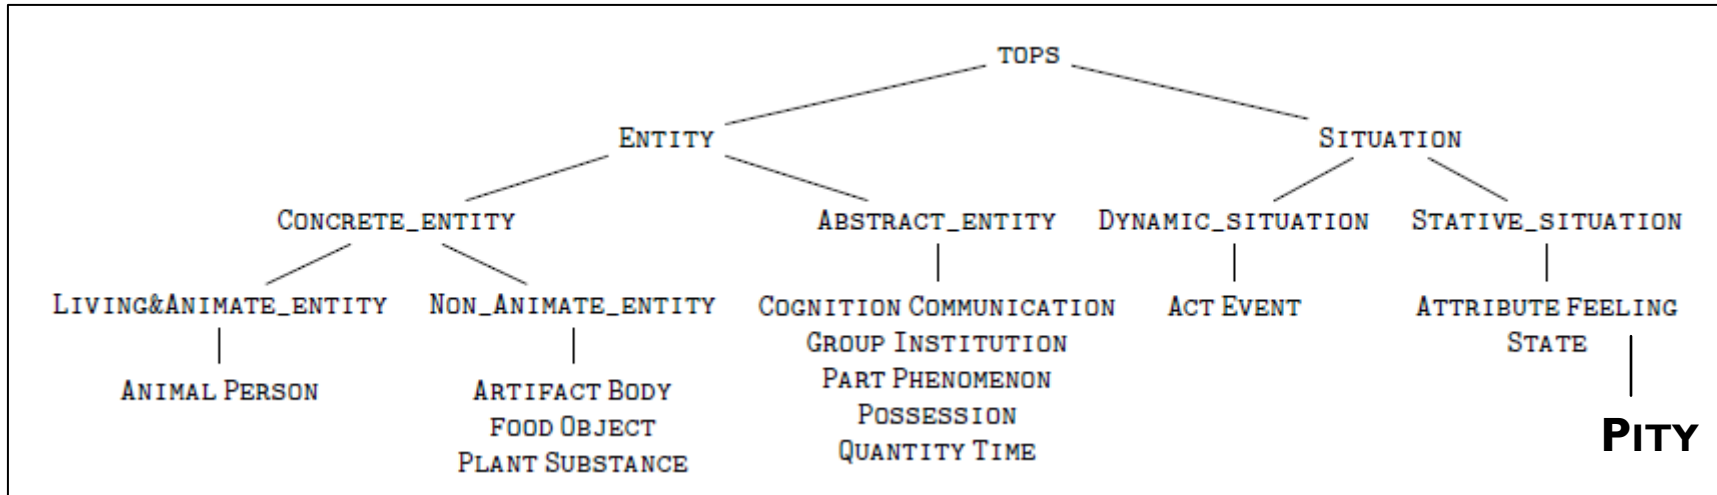 TOPS
ENTITY SITUATION
CONCRETE_ENTITY ABSTRACT_ENTITY DYNAMIC_SITUATION STATIVE_SITUATION
LIVING&ANIMATE_ENTITY NON_ANIMATE_ENTITY COGNITION COMMUNICATION ACT EVENT ATTRIBUTE FEELING
GROUP INSTITUTION STATE
ANIMAL PERSON ARTIFACT BODY PART PHENOMENON
FOOD OBJECT POSSESSION
PLANT SUBSTANCE QUANTITY TIME PITY